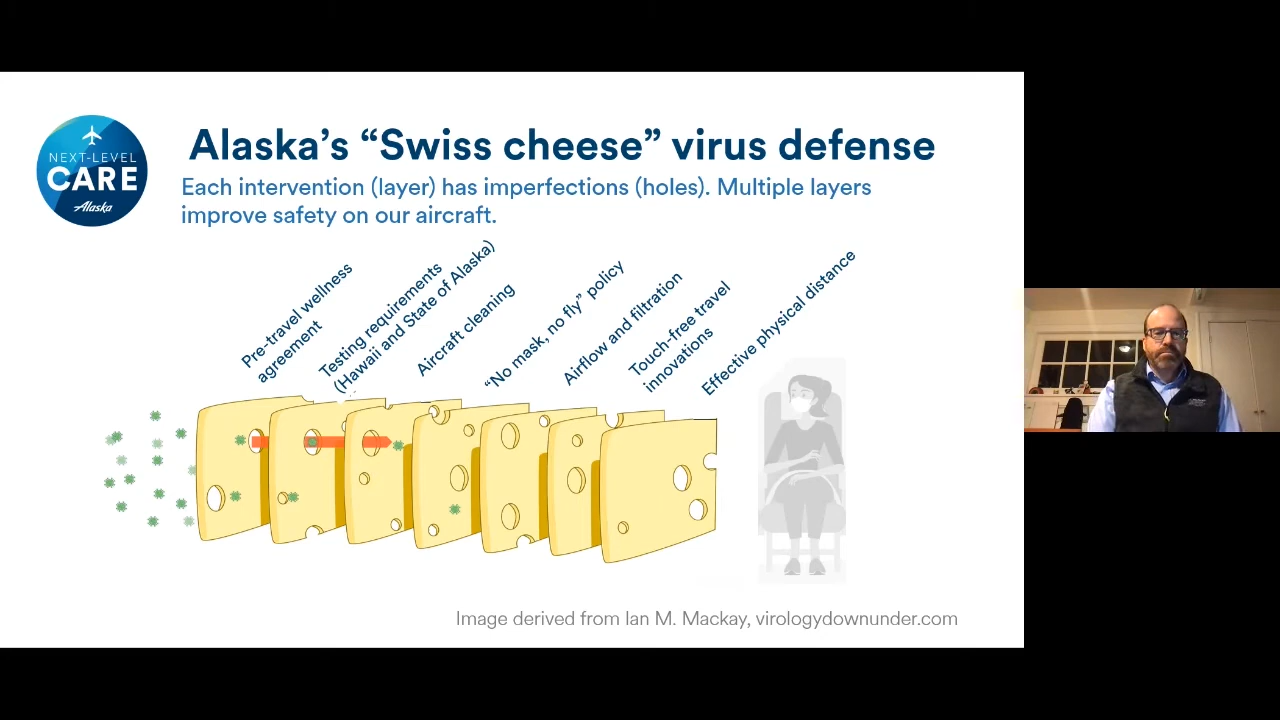 NEXT-LEVEL
CARE
Alaska
Alaska's “Swiss cheese” virus defense
Each intervention (layer) has imperfections (holes). Multiple layers
improve safety on our aircraft.
Pre-travel wellness
agreement
Testing requirements
(Hawaii and State of Alaska)
Aircraft cleaning
“No mask, no fly” policy
Airflow and filtration
Touch-free travel
innovations
Effective physical distance
Image derived from Ian M. Mackay, virologydownunder.com